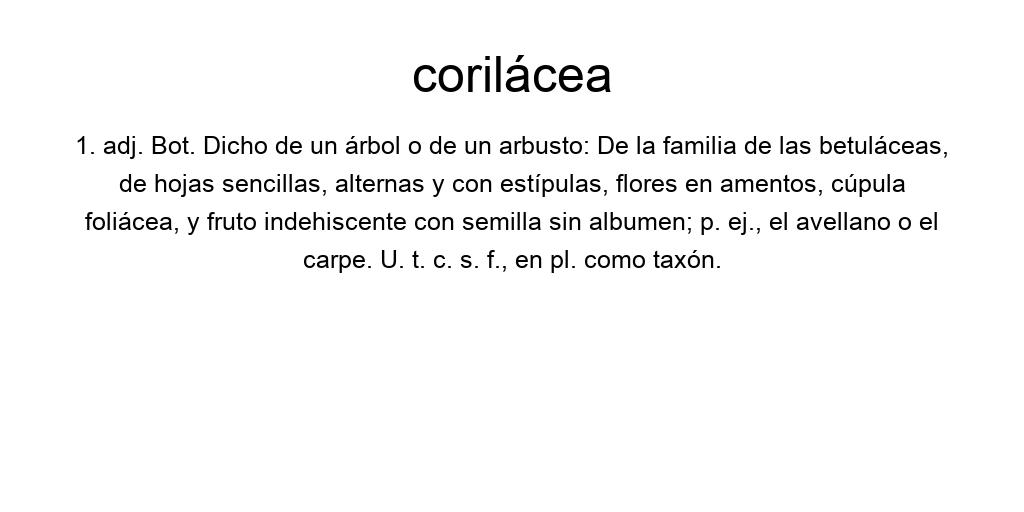 corilácea
1. adj. Bot. Dicho de un árbol o de un arbusto: De la familia de las betuláceas,
de hojas sencillas, alternas y con estípulas, flores en amentos, cúpula
foliácea, y fruto indehiscente con semilla sin albumen; p. ej., el avellano o el
carpe. U. t. c. s. f., en pl. como taxón.